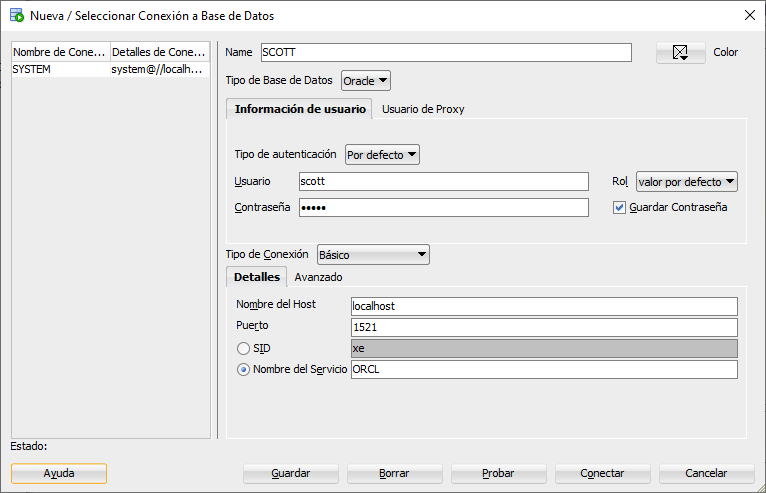 Nueva / Seleccionar Conexión a Base de Datos
Nombre de Cone... Detalles de Cone...
SYSTEM system@//localh...
Name SCOTT Color
Tipo de Base de Datos Oracle
Información de usuario Usuario de Proxy
Tipo de autenticación Por defecto
Usuario scott Rol valor por defecto
Contraseña ••••• Guardar Contraseña
Tipo de Conexión Básico
Detalles Avanzado
Nombre del Host localhost
Puerto 1521
SID xe
Nombre del Servicio ORCL
Estado:
Ayuda Guardar Borrar Probar Conectar Cancelar